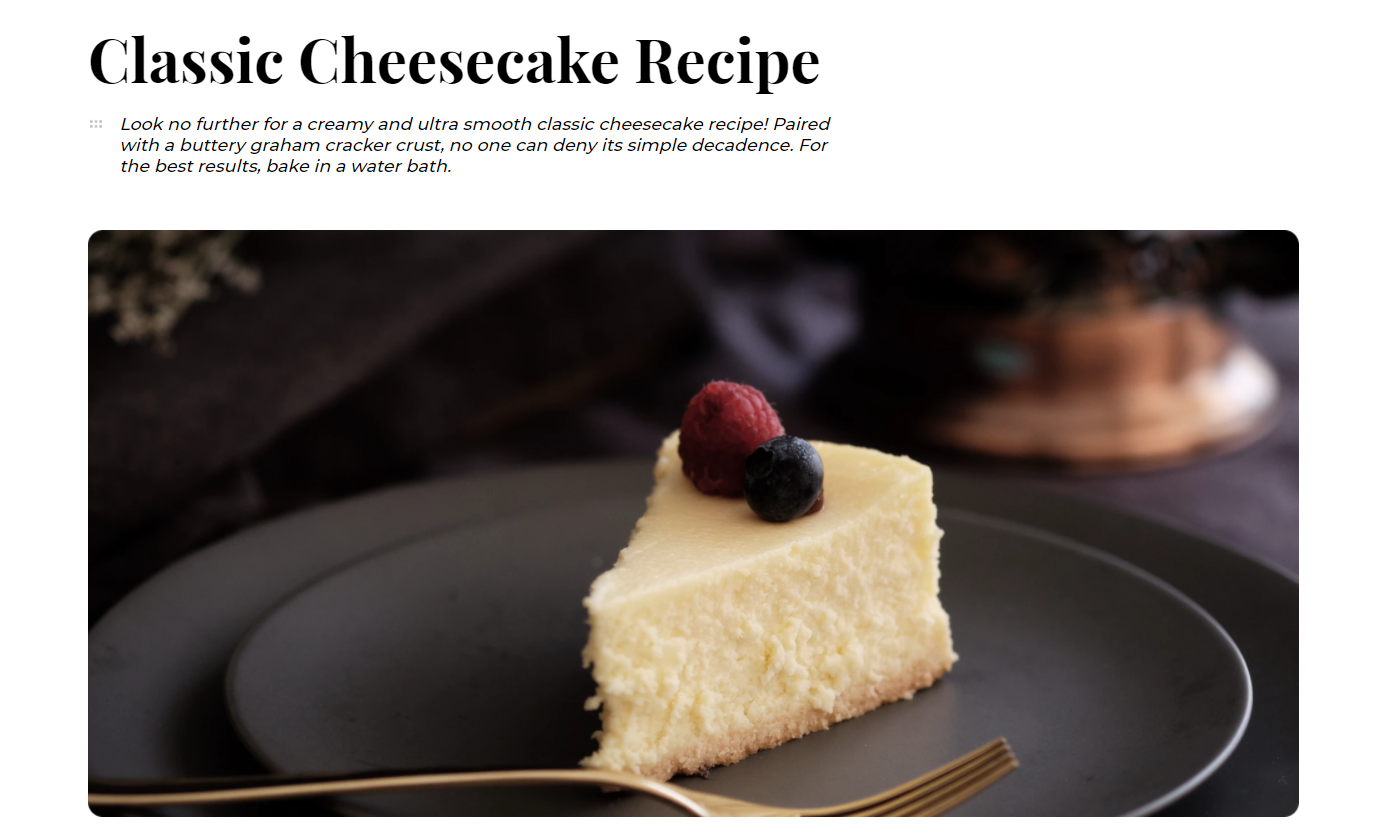 Classic Cheesecake Recipe
Look no further for a creamy and ultra smooth classic cheesecake recipe! Paired
with a buttery graham cracker crust, no one can deny its simple decadence. For
the best results, bake in a water bath.